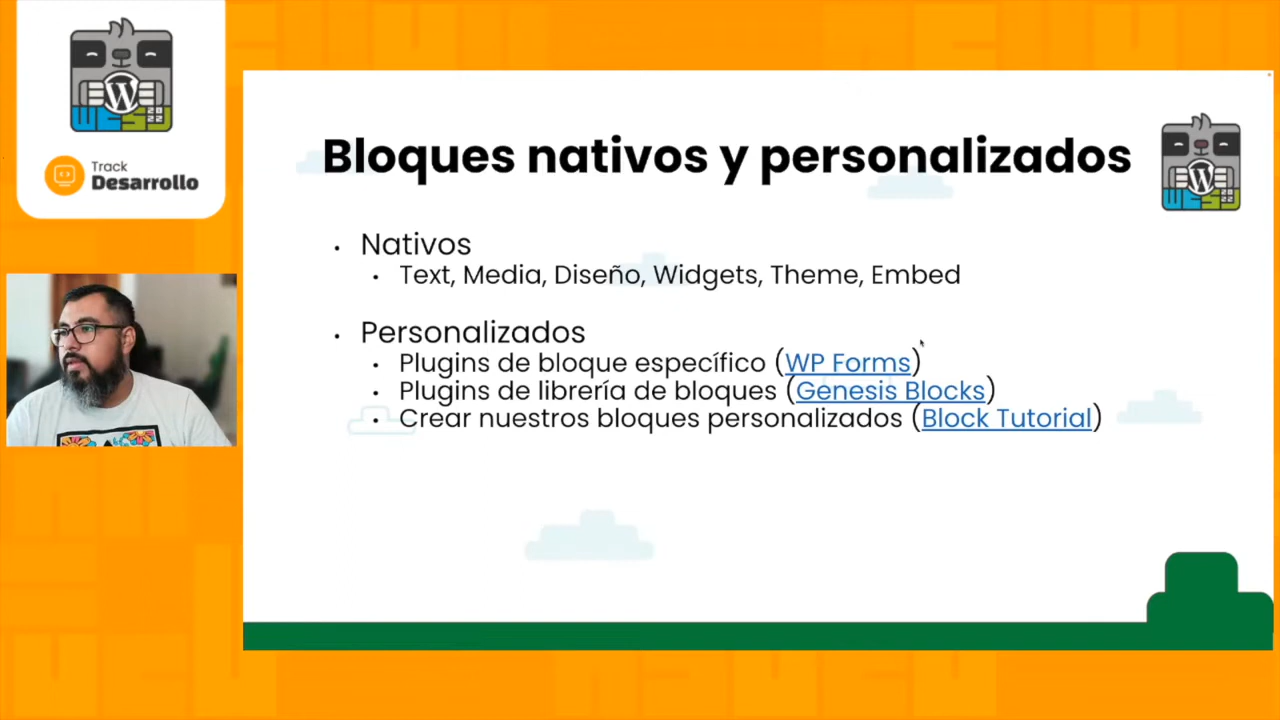 Track
Desarrollo
Bloques nativos y personalizados
• Nativos
• Text, Media, Diseño, Widgets, Theme, Embed
• Personalizados
• Plugins de bloque específico (WP Forms)
• Plugins de librería de bloques (Genesis Blocks)
• Crear nuestros bloques personalizados (Block Tutorial)